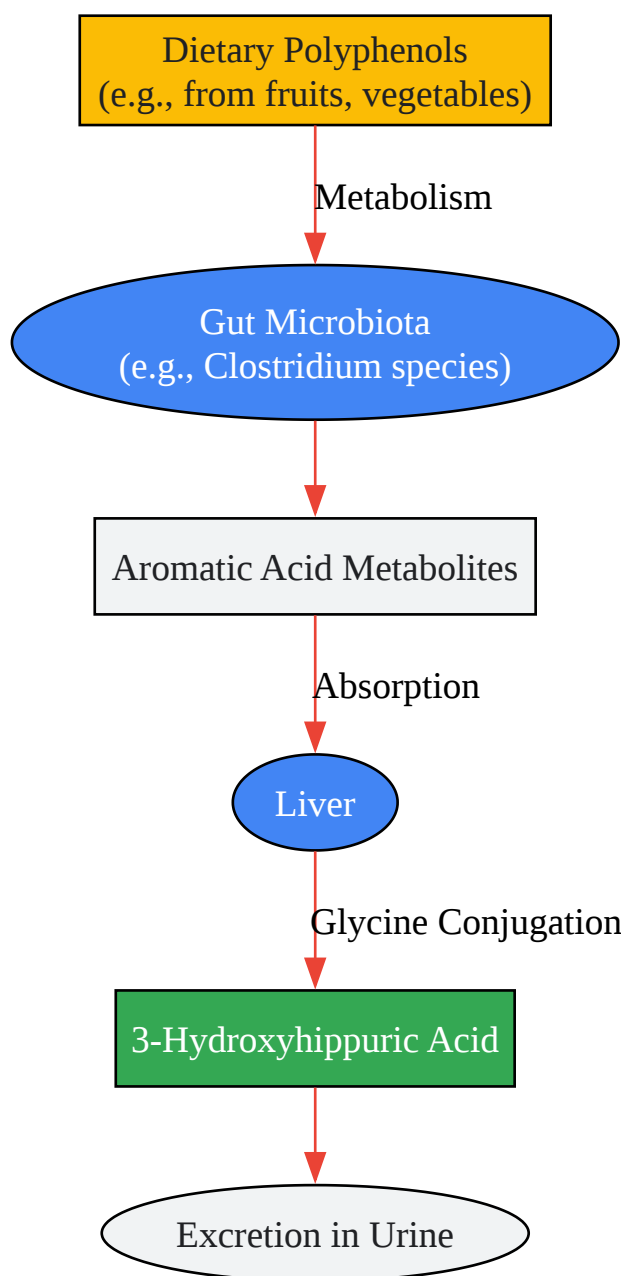 Dietary Polyphenols
(e.g., from fruits, vegetables)
Metabolism
Gut Microbiota
(e.g., Clostridium species)
Aromatic Acid Metabolites
Absorption
Liver
Glycine Conjugation
3-Hydroxyhippuric Acid
Excretion in Urine